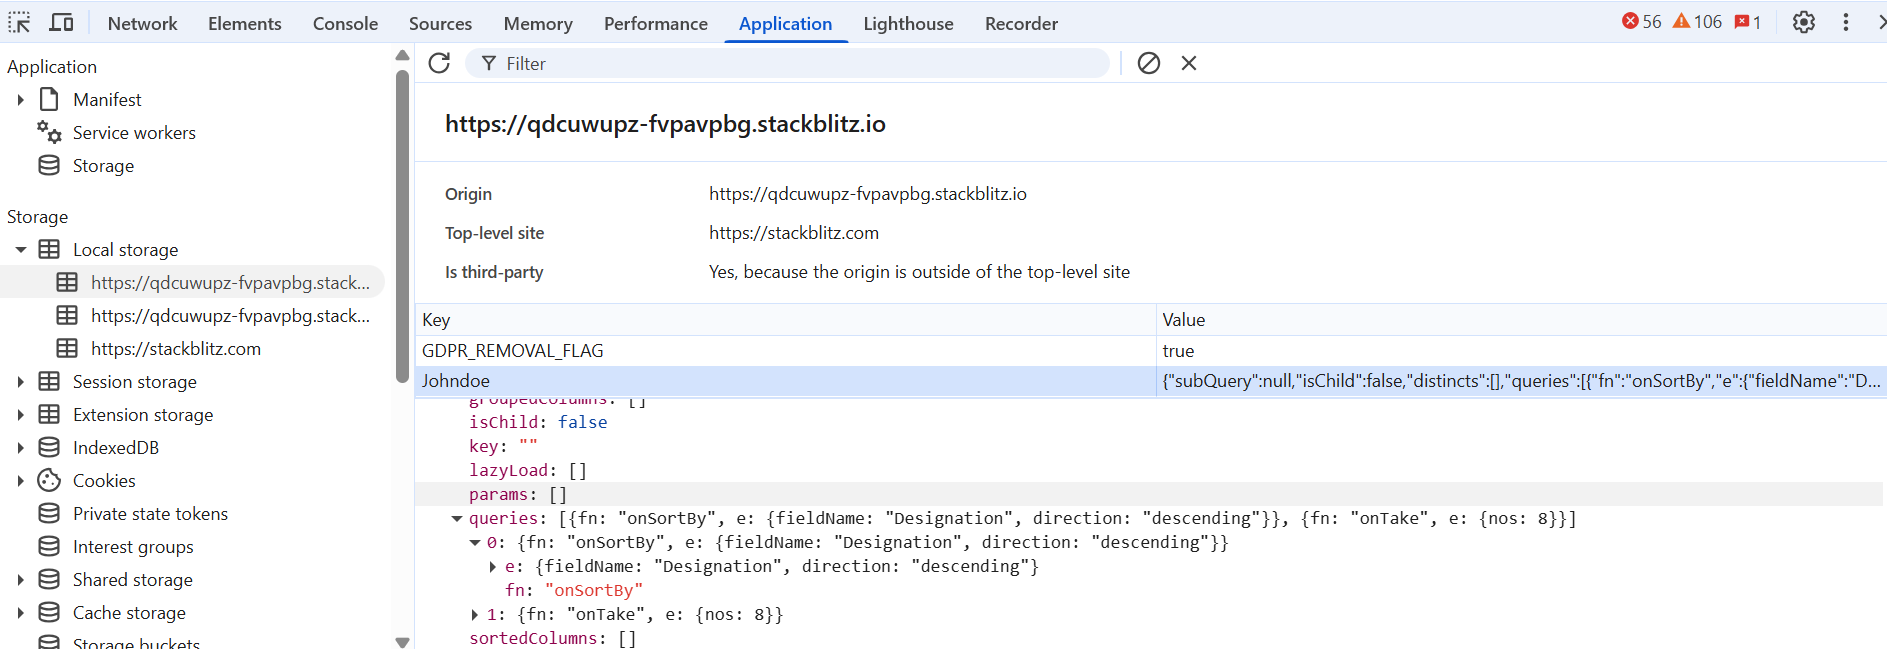 Network Elements Console Sources Memory Performance Application Lighthouse Recorder 56 106 1
Application
Manifest
Service workers
Storage
Storage
Local storage
https://qdcuwupz-fvpavpbg.stack...
https://qdcuwupz-fvpavpbg.stack...
https://stackblitz.com
Session storage
Extension storage
IndexedDB
Cookies
Private state tokens
Interest groups
Shared storage
Cache storage
Storage buckets
Filter
https://qdcuwupz-fvpavpbg.stackblitz.io
Origin https://qdcuwupz-fvpavpbg.stackblitz.io
Top-level site https://stackblitz.com
Is third-party Yes, because the origin is outside of the top-level site
Key Value
GDPR_REMOVAL_FLAG true
Johndoe {"subQuery":null,"isChild":false,"distincts":[],"queries":[{"fn":"onSortBy","e":{"fieldName":"D...
groupedColumns: []
isChild: false
key: ""
lazyLoad: []
params: []
queries: [{fn: "onSortBy", e: {fieldName: "Designation", direction: "descending"}}, {fn: "onTake", e: {nos: 8}}]
0: {fn: "onSortBy", e: {fieldName: "Designation", direction: "descending"}}
e: {fieldName: "Designation", direction: "descending"}
fn: "onSortBy"
1: {fn: "onTake", e: {nos: 8}}
sortedColumns: []